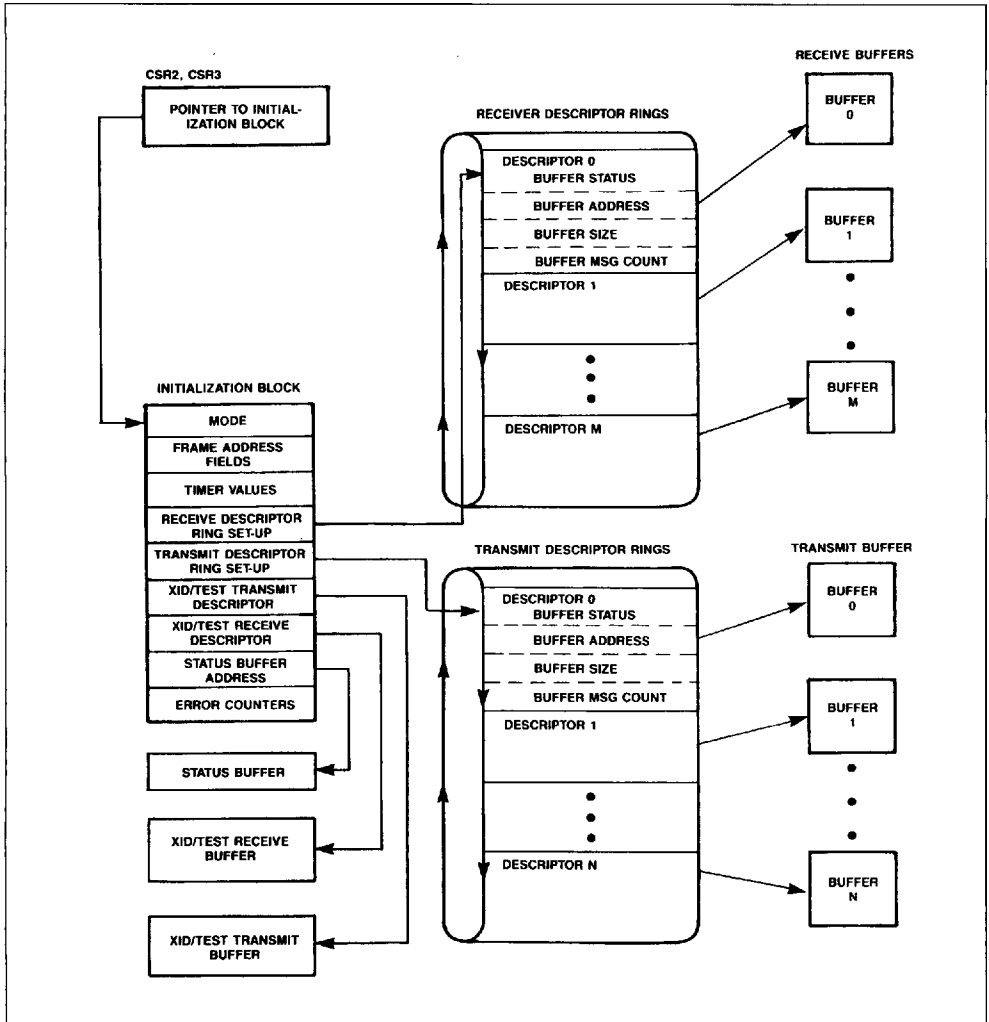 CSR2, CSR3
POINTER TO INITIAL-
IZATION BLOCK
INITIALIZATION BLOCK
MODE
FRAME ADDRESS
FIELDS
TIMER VALUES
RECEIVE DESCRIPTOR
RING SET-UP
TRANSMIT DESCRIPTOR
RING SET-UP
XID/TEST TRANSMIT
DESCRIPTOR
XID/TEST RECEIVE
DESCRIPTOR
STATUS BUFFER
ADDRESS
ERROR COUNTERS
STATUS BUFFER
XID/TEST RECEIVE
BUFFER
XID/TEST TRANSMIT
BUFFER
RECEIVER DESCRIPTOR RINGS
DESCRIPTOR 0
BUFFER STATUS
BUFFER ADDRESS
BUFFER SIZE
BUFFER MSG COUNT
DESCRIPTOR 1
DESCRIPTOR M
RECEIVE BUFFERS
BUFFER
0
BUFFER
1
BUFFER
M
TRANSMIT DESCRIPTOR RINGS
DESCRIPTOR 0
BUFFER STATUS
BUFFER ADDRESS
BUFFER SIZE
BUFFER MSG COUNT
DESCRIPTOR 1
DESCRIPTOR N
TRANSMIT BUFFER
BUFFER
0
BUFFER
1
BUFFER
N